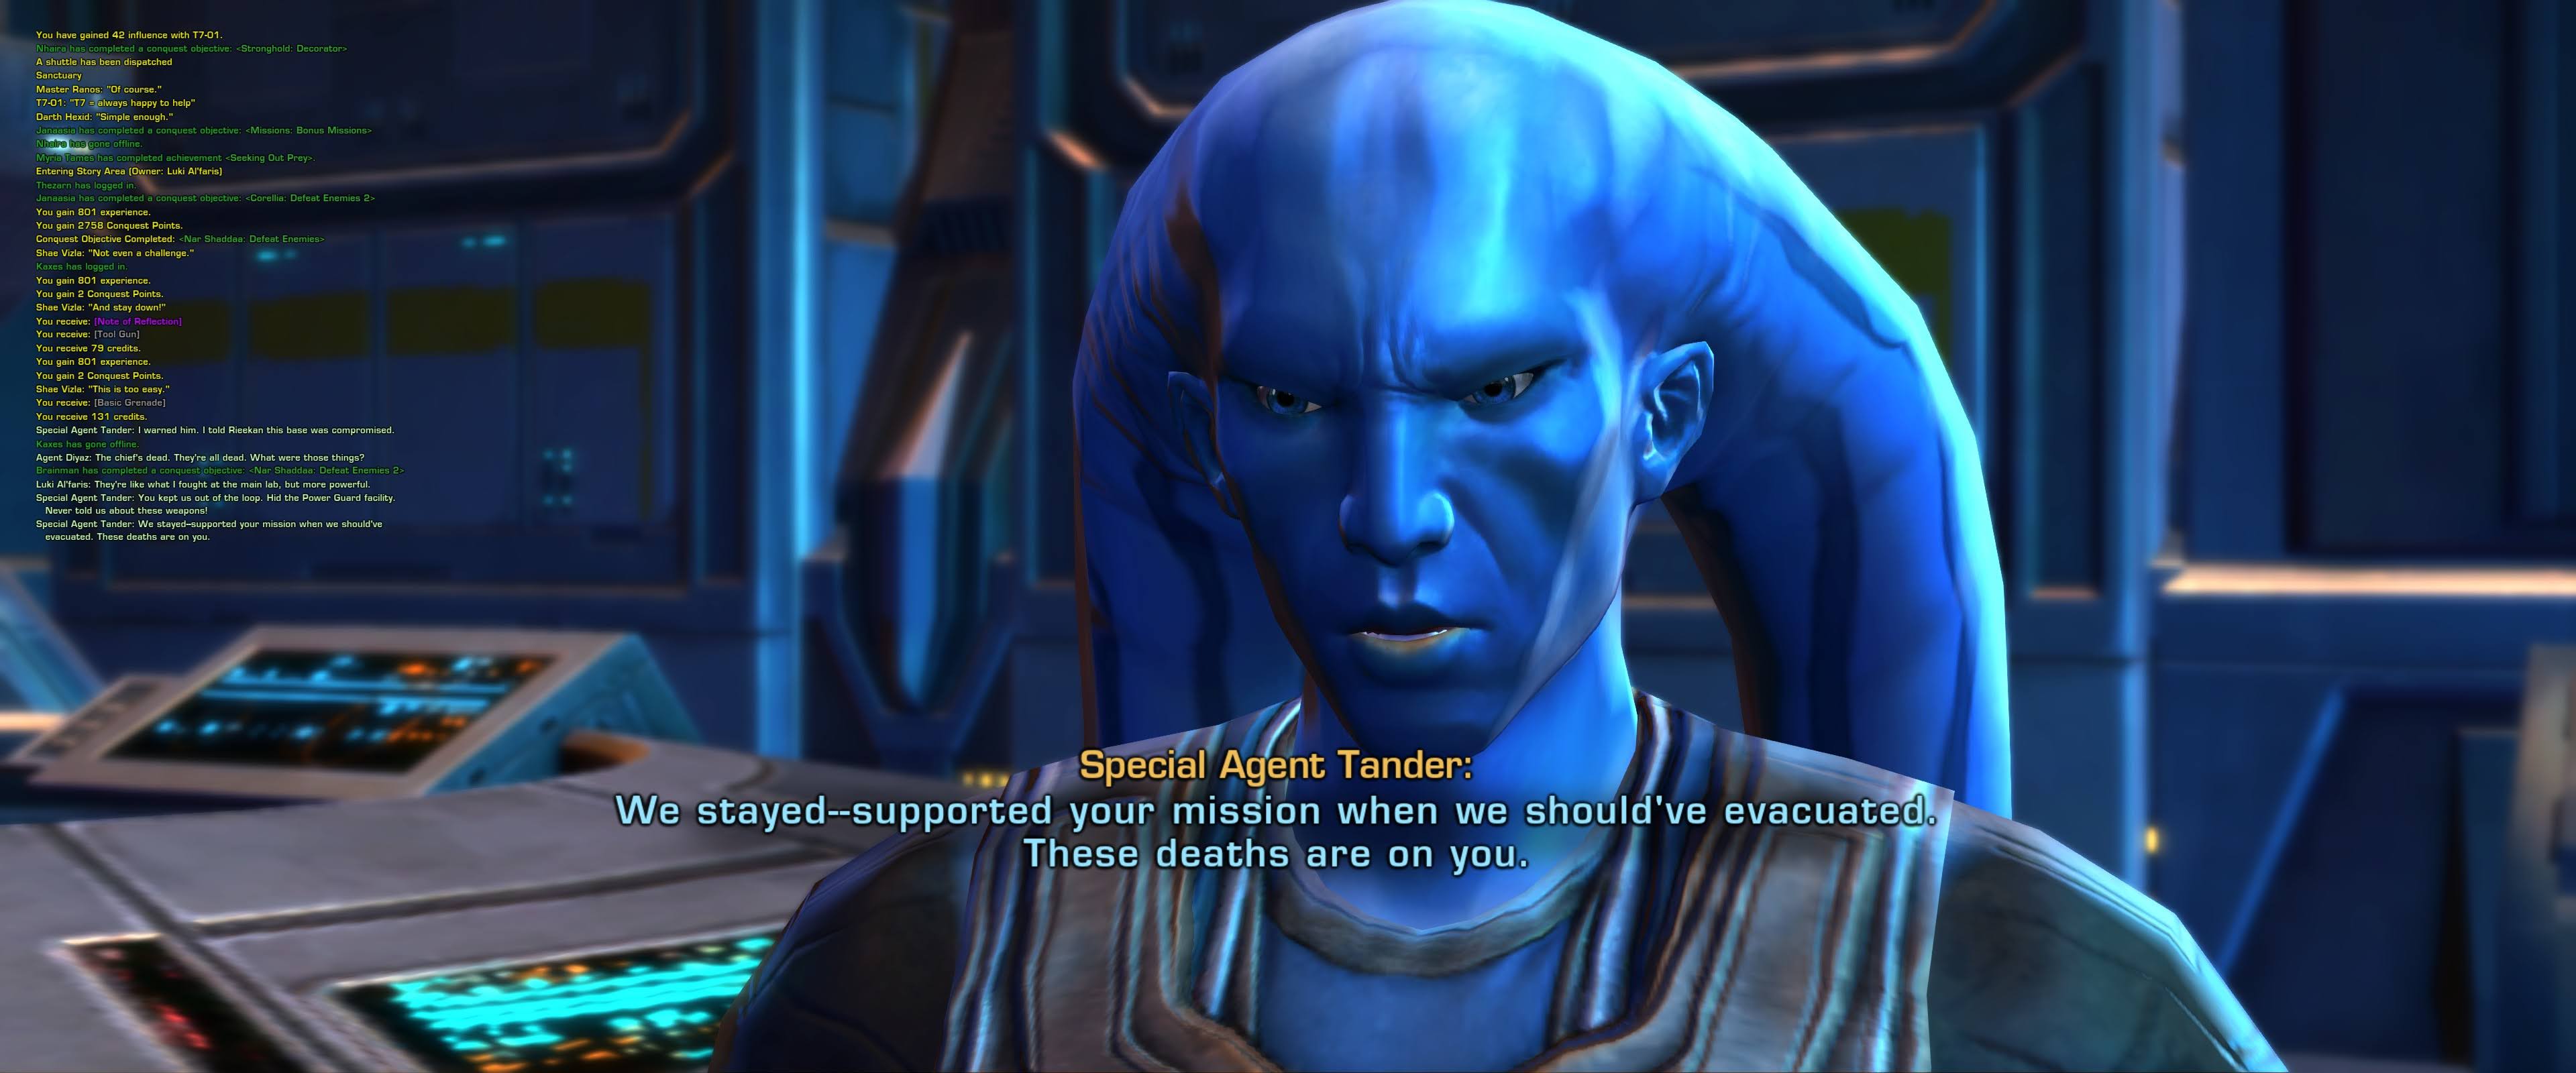 You have gained 42 influence with T7-01.
Nhaira has completed a conquest objective: <Stronghold: Decorator>
A shuttle has been dispatched
Sanctuary
Master Ranos: "Of course."
T7-01: "T7 = always happy to help"
Darth Hexid: "Simple enough."
Janaasia has completed a conquest objective: <Missions: Bonus Missions>
Nhaira has gone offline.
Myria Tames has completed achievement <Seeking Out Prey>.
Entering Story Area (Owner: Luki Al'faris)
Thezarn has logged in.
Janaasia has completed a conquest objective: <Corellia: Defeat Enemies 2>
You gain 801 experience.
You gain 2758 Conquest Points.
Conquest Objective Completed: <Nar Shaddaa: Defeat Enemies>
Shae Vizla: "Not even a challenge."
Kaxes has logged in.
You gain 801 experience.
You gain 2 Conquest Points.
Shae Vizla: "And stay down!"
You receive: [Note of Reflection]
You receive: [Tool Gun]
You receive 79 credits.
You gain 801 experience.
You gain 2 Conquest Points.
Shae Vizla: "This is too easy."
You receive: [Basic Grenade]
You receive 131 credits.
Special Agent Tander: I warned him. I told Rieekan this base was compromised.
Kaxes has gone offline.
Agent Diyaz: The chief's dead. They're all dead. What were those things?
Brainman has completed a conquest objective: <Nar Shaddaa: Defeat Enemies 2>
Luki Al'faris: They're like what I fought at the main lab, but more powerful.
Special Agent Tander: You kept us out of the loop. Hid the Power Guard facility.
Never told us about these weapons!
Special Agent Tander: We stayed--supported your mission when we should've
evacuated. These deaths are on you.
Special Agent Tander:
We stayed--supported your mission when we should've evacuated.
These deaths are on you.